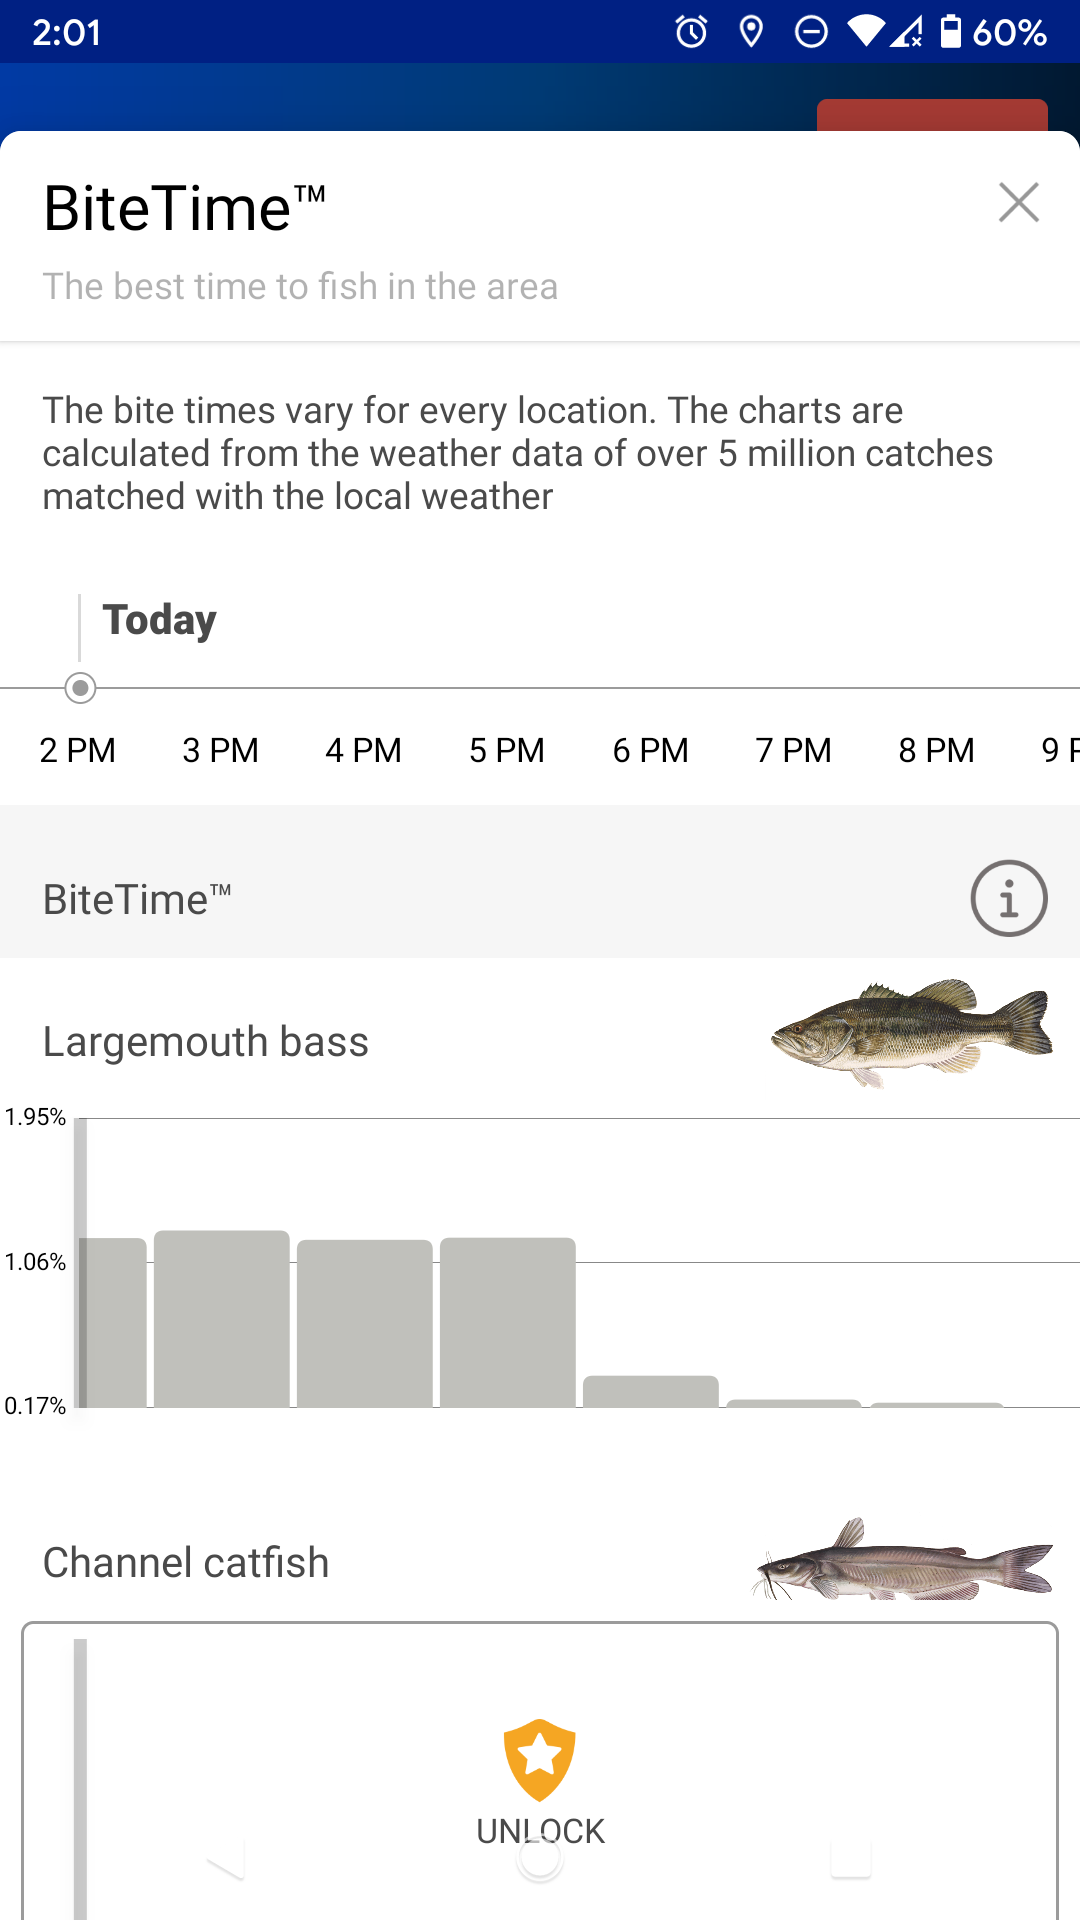 2:01
60%
BiteTime™
The best time to fish in the area
The bite times vary for every location. The charts are
calculated from the weather data of over 5 million catches
matched with the local weather
Today
2 PM 3 PM 4 PM 5 PM 6 PM 7 PM 8 PM 9
BiteTime™
Largemouth bass
1.95%
1.06%
0.17%
Channel catfish
UNLOCK